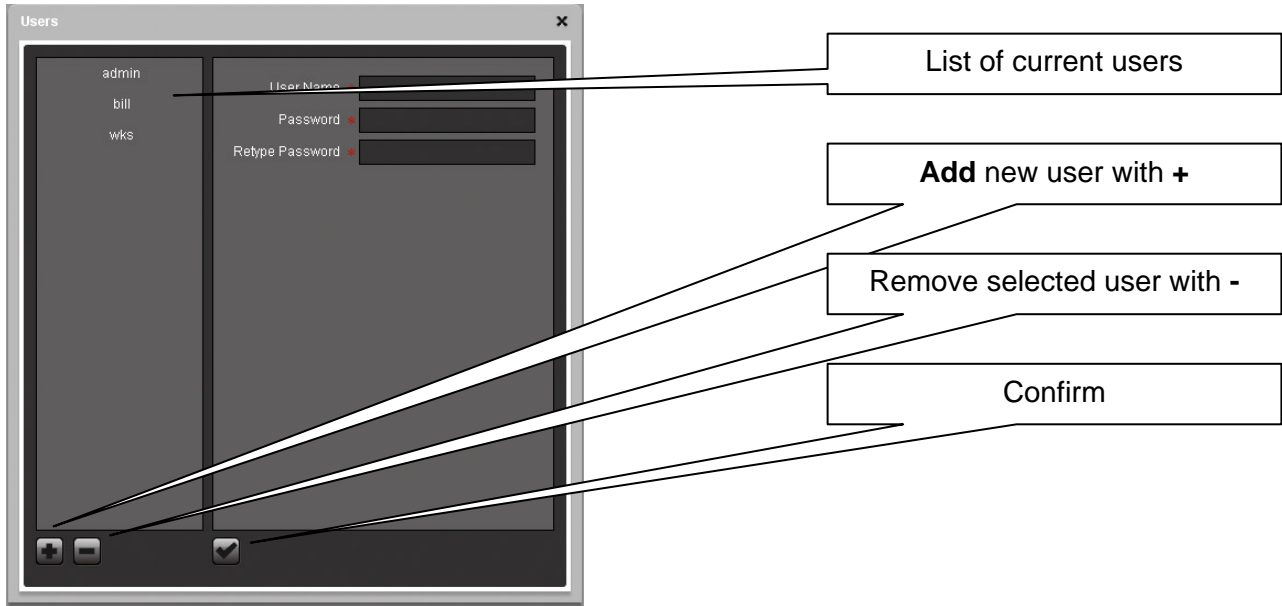 Users
admin
bill
wks
User Name *
Password *
Retype Password *
List of current users
Add new user with +
Remove selected user with -
Confirm